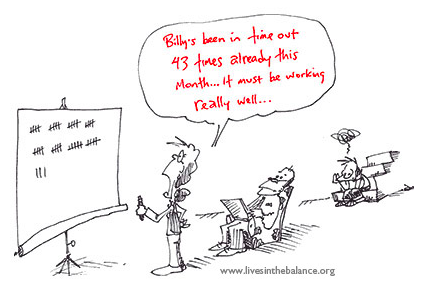 Billy's been in time out
43 times already this
Month... it must be working
really well...
www.livesinthebalance.org